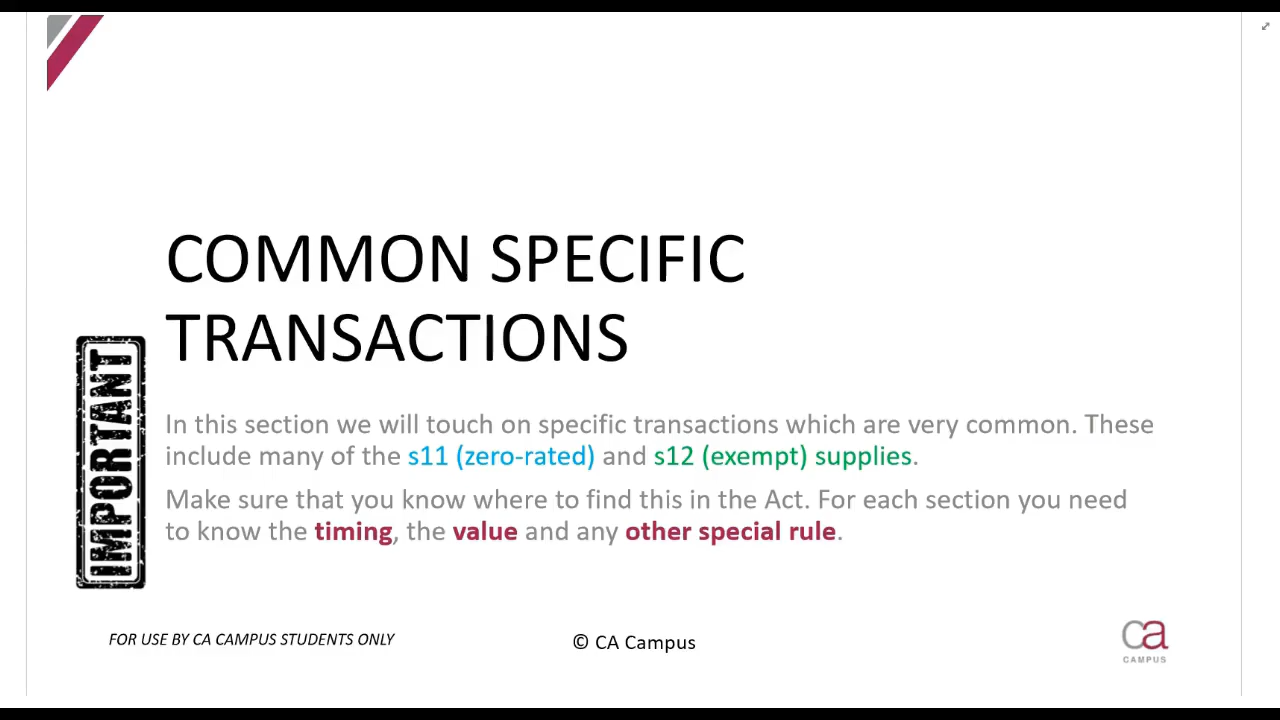 COMMON SPECIFIC
TRANSACTIONS
IMPORTANT
In this section we will touch on specific transactions which are very common. These
include many of the s11 (zero-rated) and s12 (exempt) supplies.
Make sure that you know where to find this in the Act. For each section you need
to know the timing, the value and any other special rule.
FOR USE BY CA CAMPUS STUDENTS ONLY
© CA Campus
ca
CAMPUS